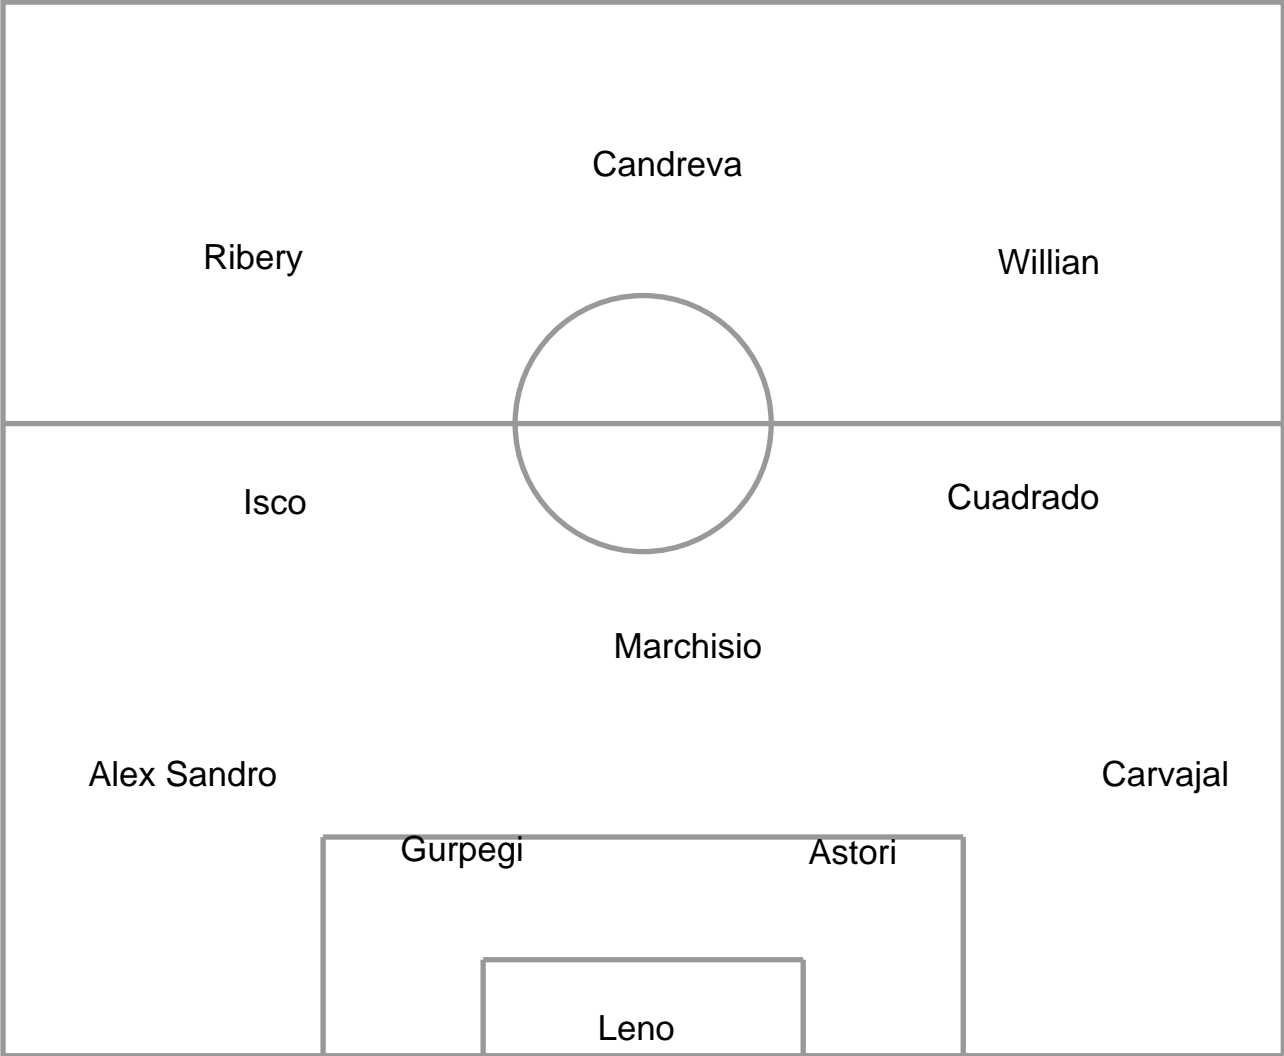 Candreva
Ribery
Willian
Isco
Cuadrado
Marchisio
Alex Sandro
Carvajal
Gurpegi
Astori
Leno